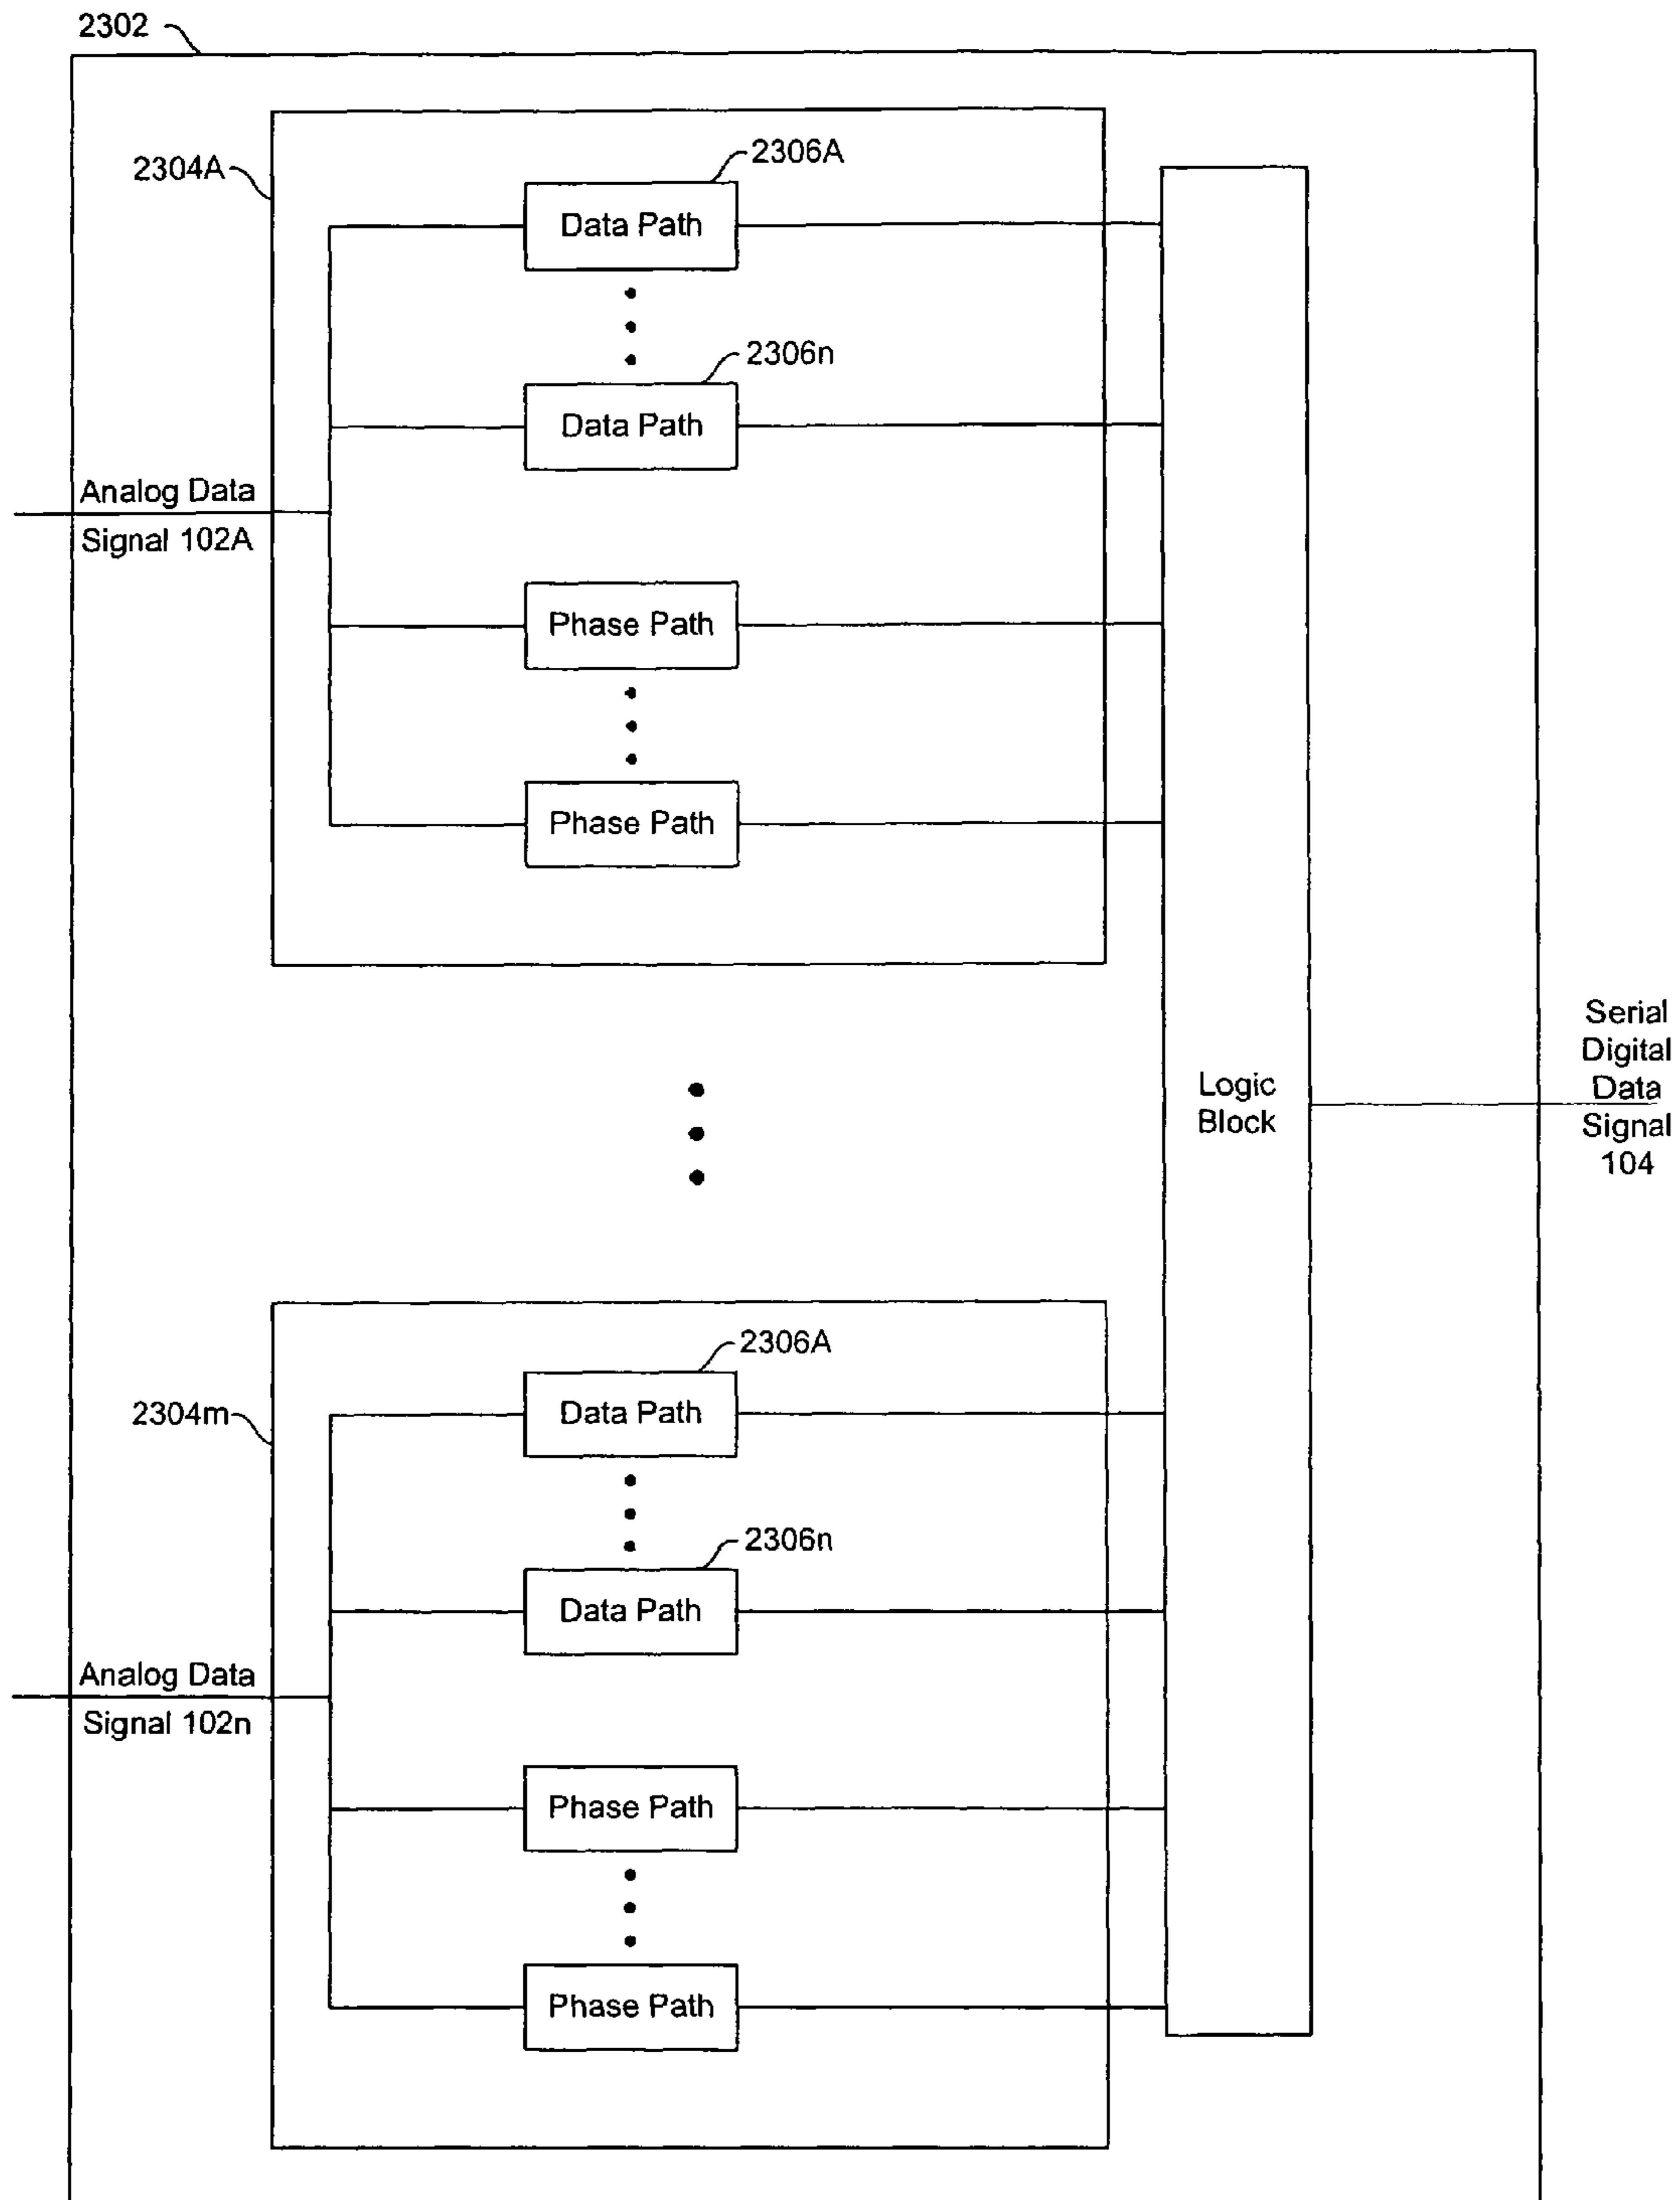 2302
2304A
2306A
Data Path
2306n
Data Path
Analog Data
Signal 102A
Phase Path
Phase Path
Serial
Digital
Data
Signal
104
Logic
Block
2304m
2306A
Data Path
2306n
Data Path
Analog Data
Signal 102n
Phase Path
Phase Path